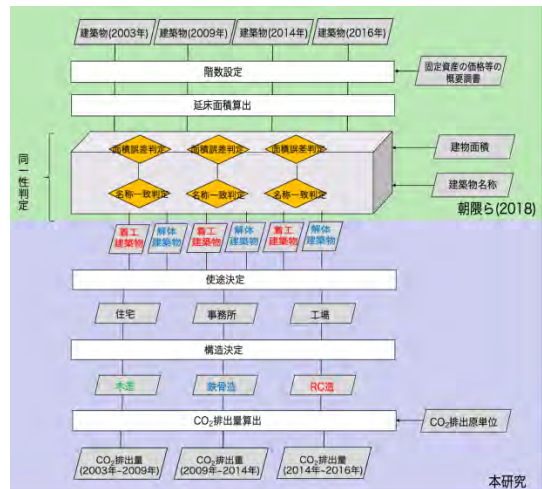 建築物(2003年)
建築物(2009年)
建築物(2014年)
建築物(2016年)
階数設定
固定資産の価格等の
概要調書
延床面積算出
同一性判定
面積誤差判定
面積誤差判定
面積誤差判定
建物面積
名称一致判定
名称一致判定
名称一致判定
建築物名称
朝隈ら(2018)
着工
建築物
解体
建築物
着工
建築物
解体
建築物
着工
建築物
解体
建築物
使途決定
住宅
事務所
工場
構造決定
木造
鉄骨造
RC造
CO₂排出量算出
CO₂排出原単位
CO₂排出量
(2003年~2009年)
CO₂排出量
(2009年~2014年)
CO₂排出量
(2014年~2016年)
本研究